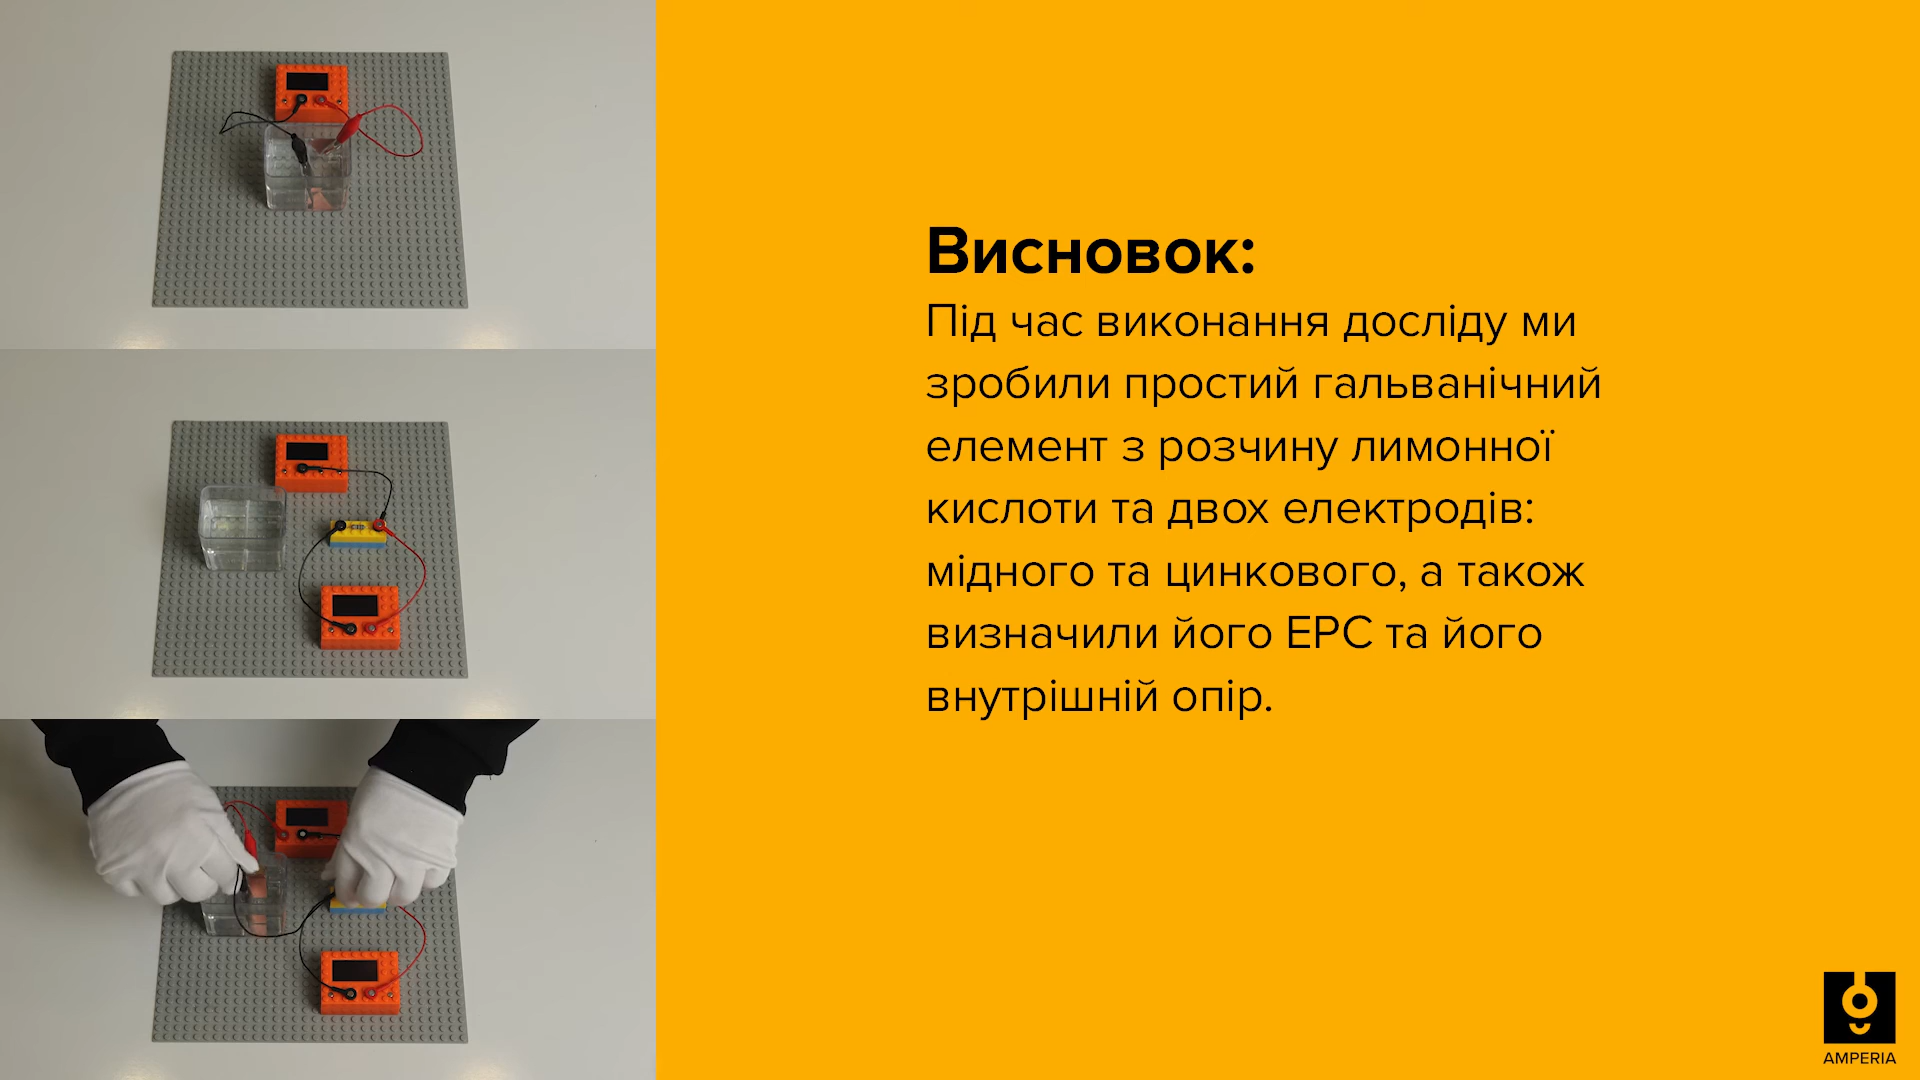 Висновок:
Під час виконання досліду ми
зробили простий гальванічний
елемент з розчину лимонної
кислоти та двох електродів:
мідного та цинкового, а також
визначили його ЕРС та його
внутрішній опір.
AMPERIA